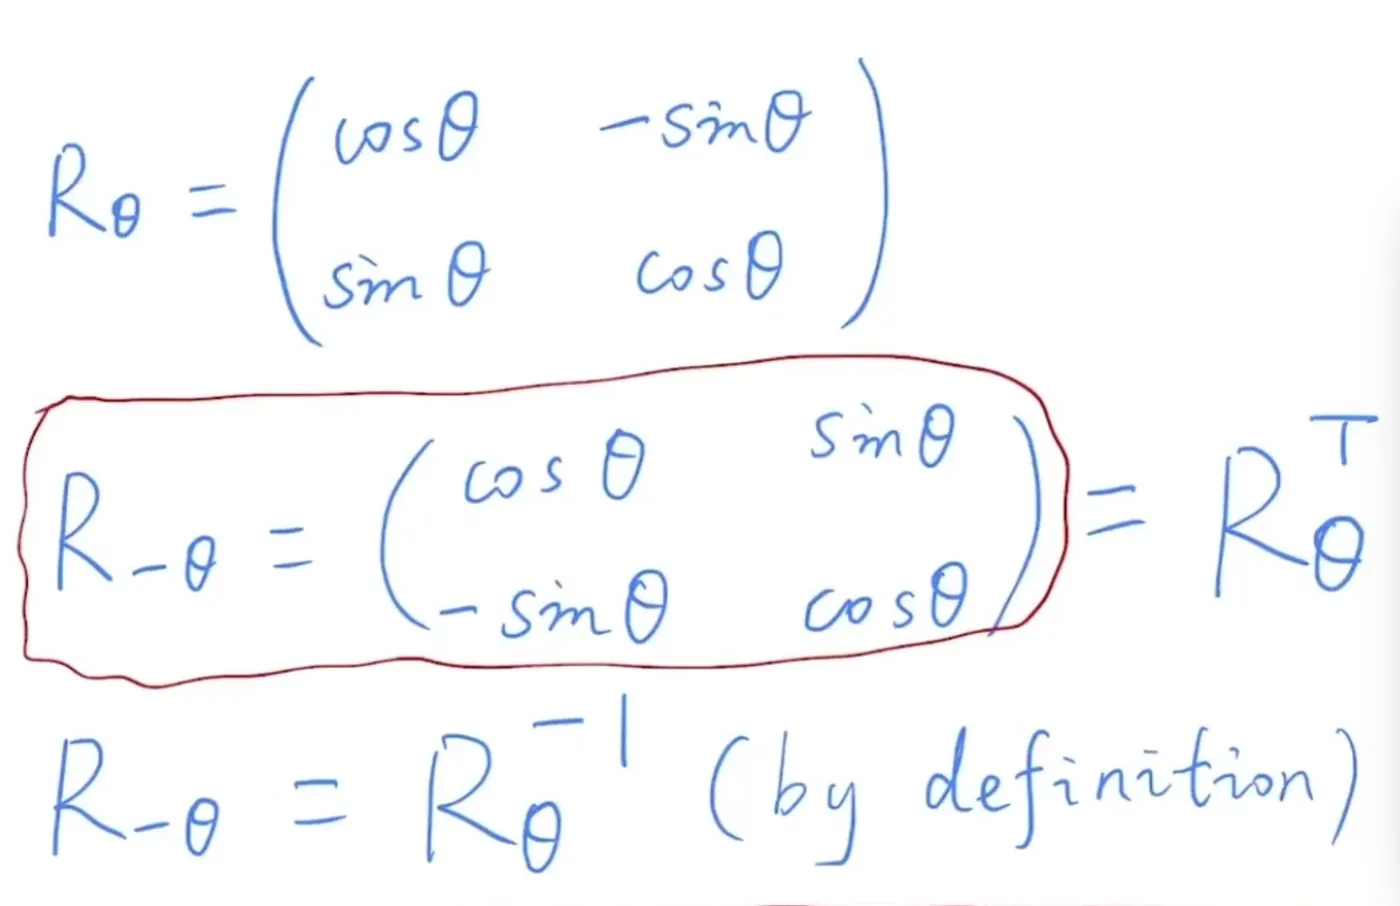 R_θ = ( cosθ -sinθ
sinθ cosθ )
R_{-θ} = ( cosθ sinθ
-sinθ cosθ ) = R_θ^T
R_{-θ} = R_θ^{-1} (by definition)